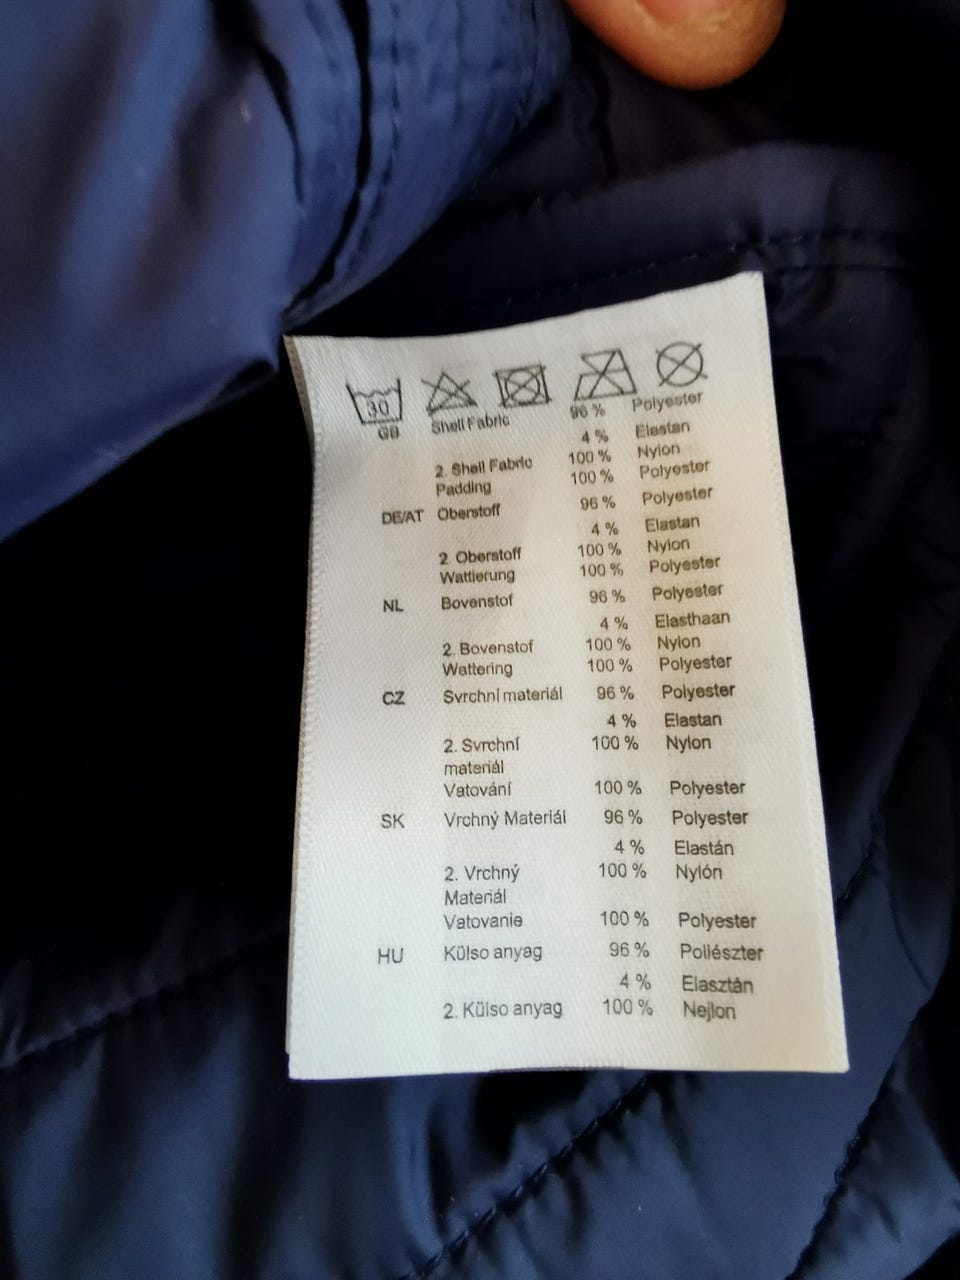 30
GB Shell Fabric 96 % Polyester
4 % Elastan
2. Shell Fabric 100 % Nylon
Padding 100 % Polyester
DE/AT Oberstoff 96 % Polyester
4 % Elastan
2. Oberstoff 100 % Nylon
Wattierung 100 % Polyester
NL Bovenstof 96 % Polyester
4 % Elasthaan
2. Bovenstof 100 % Nylon
Wattering 100 % Polyester
CZ Svrchní materiál 96 % Polyester
4 % Elastan
2. Svrchní 100 % Nylon
materiál
Vatování 100 % Polyester
SK Vrchný Materiál 96 % Polyester
4 % Elastán
2. Vrchný 100 % Nylón
Materiál
Vatovanie 100 % Polyester
HU Külso anyag 96 % Poliészter
4 % Elasztán
2. Külso anyag 100 % Nejlon